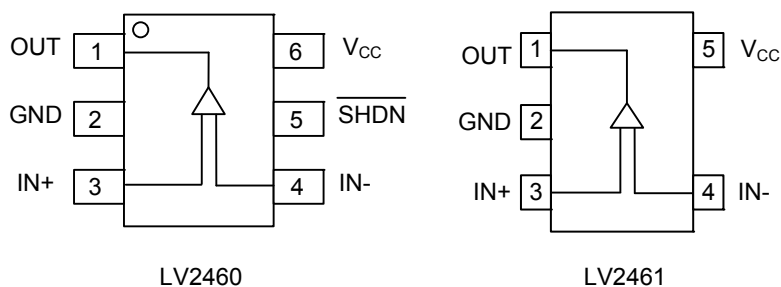 OUT 1 6 VCC
GND 2 5 SHDN
IN+ 3 4 IN-
LV2460
OUT 1 5 VCC
GND 2
IN+ 3 4 IN-
LV2461